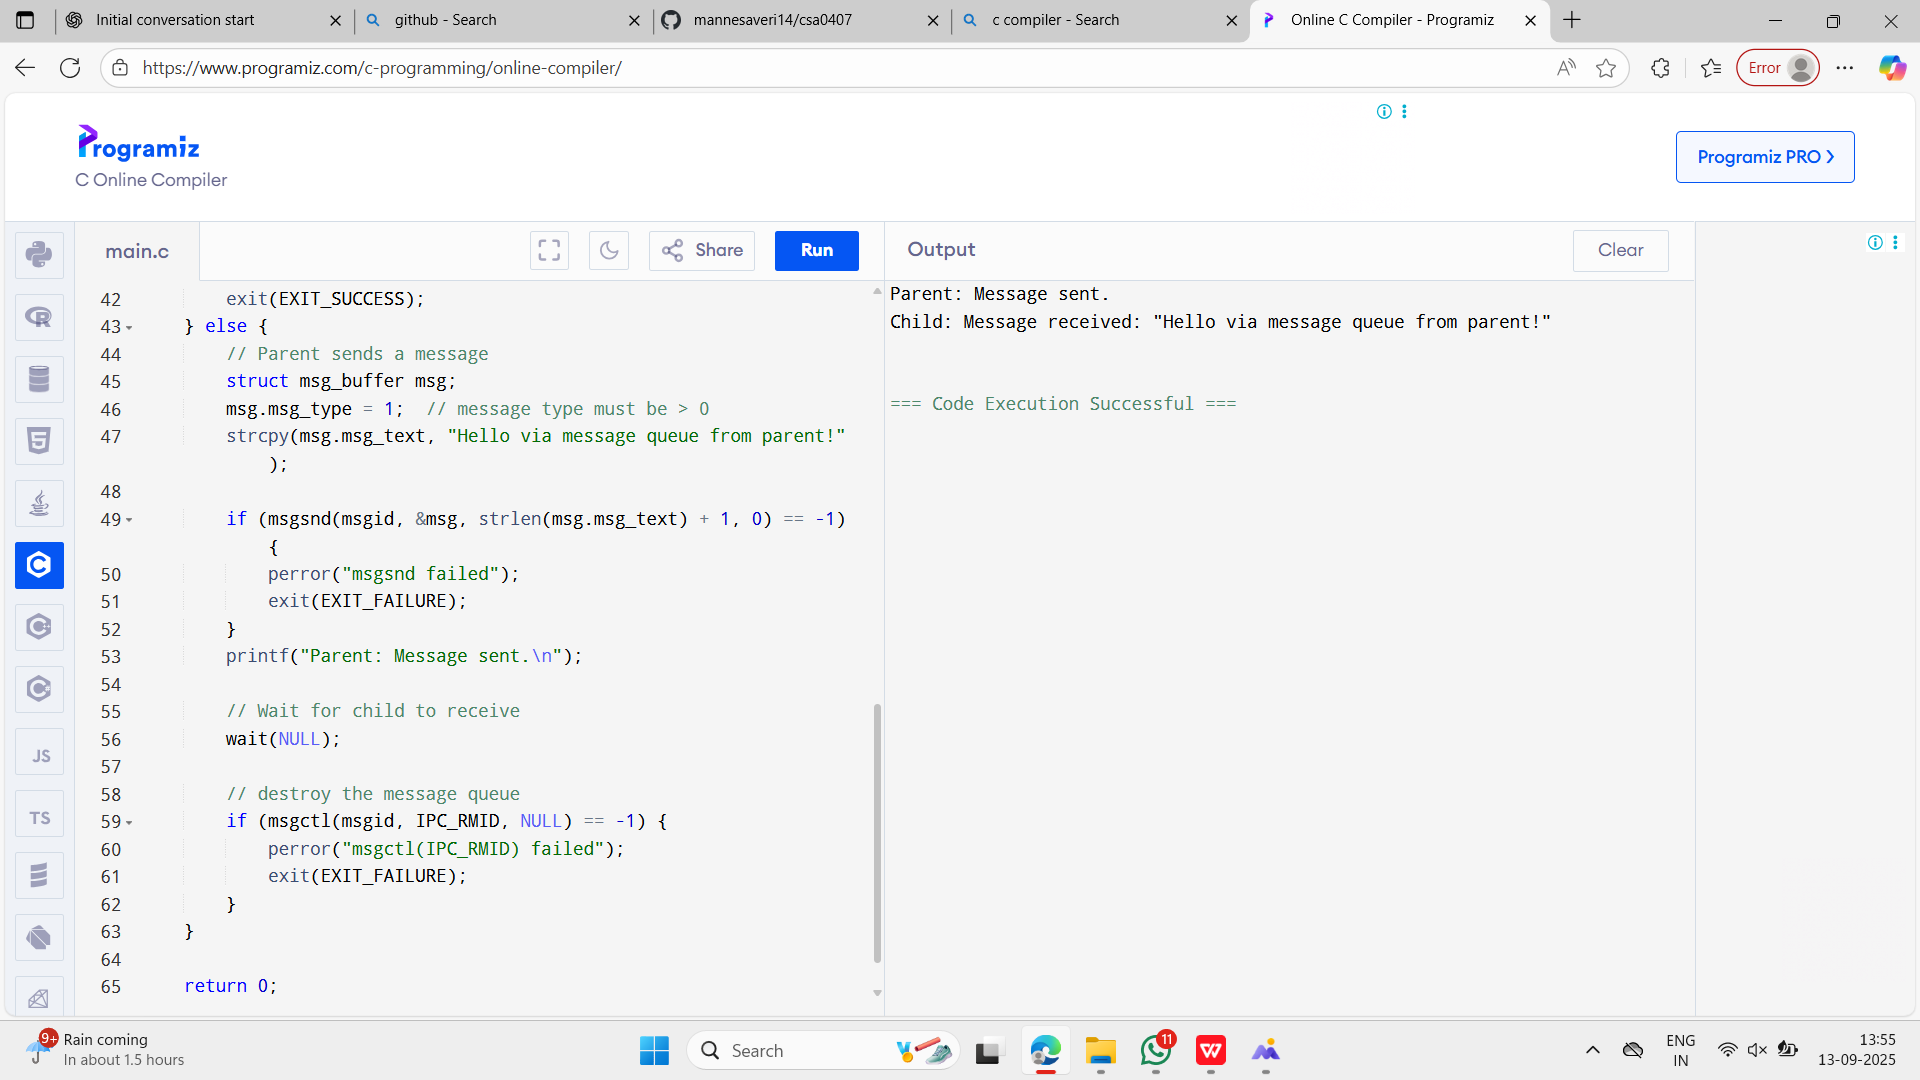 Initial conversation start
github - Search
mannesaveri14/csa0407
c compiler - Search
Online C Compiler - Programiz
https://www.programiz.com/c-programming/online-compiler/
Error
Programiz
C Online Compiler
Programiz PRO
main.c
Share
Run
Output
Clear
42 exit(EXIT_SUCCESS);
43 } else {
44 // Parent sends a message
45 struct msg_buffer msg;
46 msg.msg_type = 1;  // message type must be > 0
47 strcpy(msg.msg_text, "Hello via message queue from parent!"
);
48
49 if (msgsnd(msgid, &msg, strlen(msg.msg_text) + 1, 0) == -1)
{
50 perror("msgsnd failed");
51 exit(EXIT_FAILURE);
52 }
53 printf("Parent: Message sent.\n");
54
55 // Wait for child to receive
56 wait(NULL);
57
58 // destroy the message queue
59 if (msgctl(msgid, IPC_RMID, NULL) == -1) {
60 perror("msgctl(IPC_RMID) failed");
61 exit(EXIT_FAILURE);
62 }
63 }
64
65 return 0;
Parent: Message sent.
Child: Message received: "Hello via message queue from parent!"
=== Code Execution Successful ===
JS
TS
9+
Rain coming
In about 1.5 hours
Search
11
ENG
IN
13:55
13-09-2025